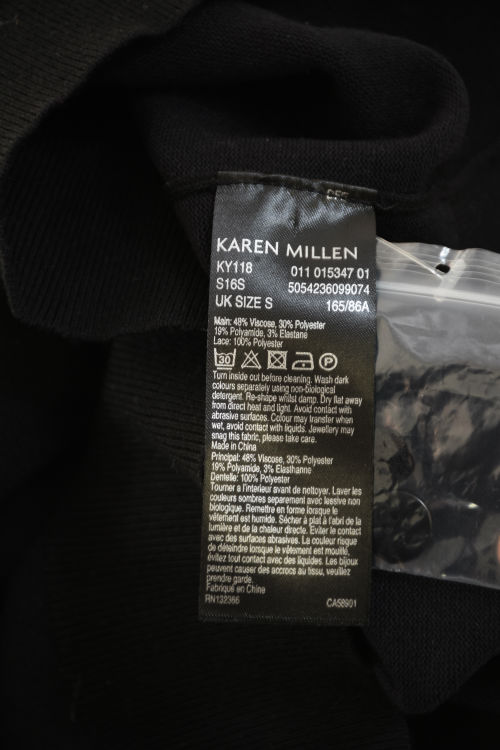 KAREN MILLEN
KY118 011 015347 01
S16S 5054236099074
UK SIZE S 165/86A
Main: 48% Viscose, 30% Polyester
19% Polyamide, 3% Elastane
Lace: 100% Polyester
30 P
Turn inside out before cleaning. Wash dark
colours separately using non-biological
detergent. Re-shape whilst damp. Dry flat away
from direct heat and light. Avoid contact with
abrasive surfaces. Colour may transfer when
wet, avoid contact with liquids. Jewellery may
snag this fabric, please take care.
Made in China
Principal: 48% Viscose, 30% Polyester
19% Polyamide, 3% Elasthanne
Dentelle: 100% Polyester
Tourner a l'interieur avant de nettoyer. Laver les
couleurs sombres separement avec lessive non
biologique. Remettre en forme lorsque le
vêtement est humide. Sécher à plat à l'abri de la
lumière et de la chaleur directe. Eviter le contact
avec des surfaces abrasives. La couleur risque
de déteindre lorsque le vêtement est mouillé,
évitez tout contact avec des liquides. Les bijoux
peuvent causer des accrocs au tissu, veuillez
prendre garde.
Fabriqué en Chine
RN132366 CA58901